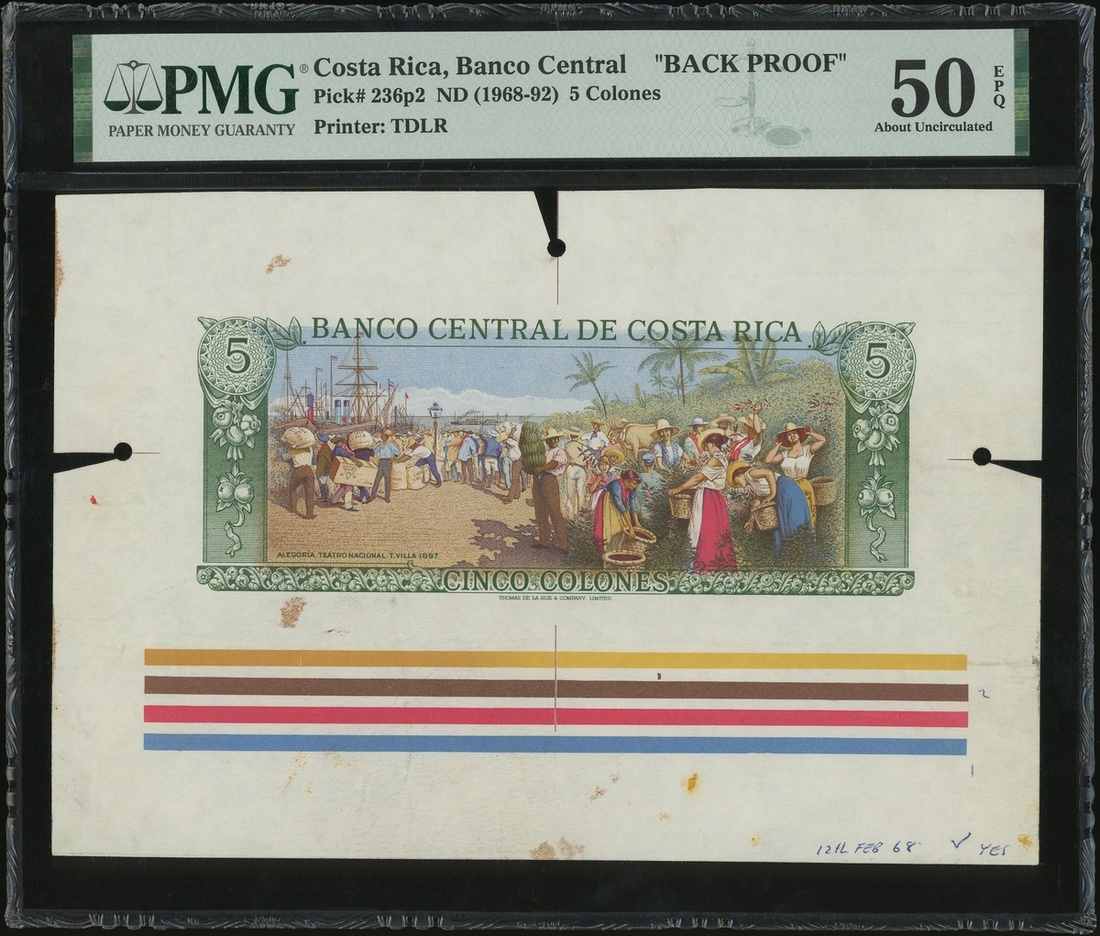 PMG® Costa Rica, Banco Central "BACK PROOF"
PAPER MONEY GUARANTY
Pick# 236p2 ND (1968-92) 5 Colones
Printer: TDLR
50 EPQ
About Uncirculated
BANCO CENTRAL DE COSTA RICA
5
5
ALEGORIA. TEATRO NACIONAL. T. VILLA 1897
CINCO COLONES
THOMAS DE LA RUE & COMPANY, LIMITED
2
1
12th FEB 68 ✓ YES